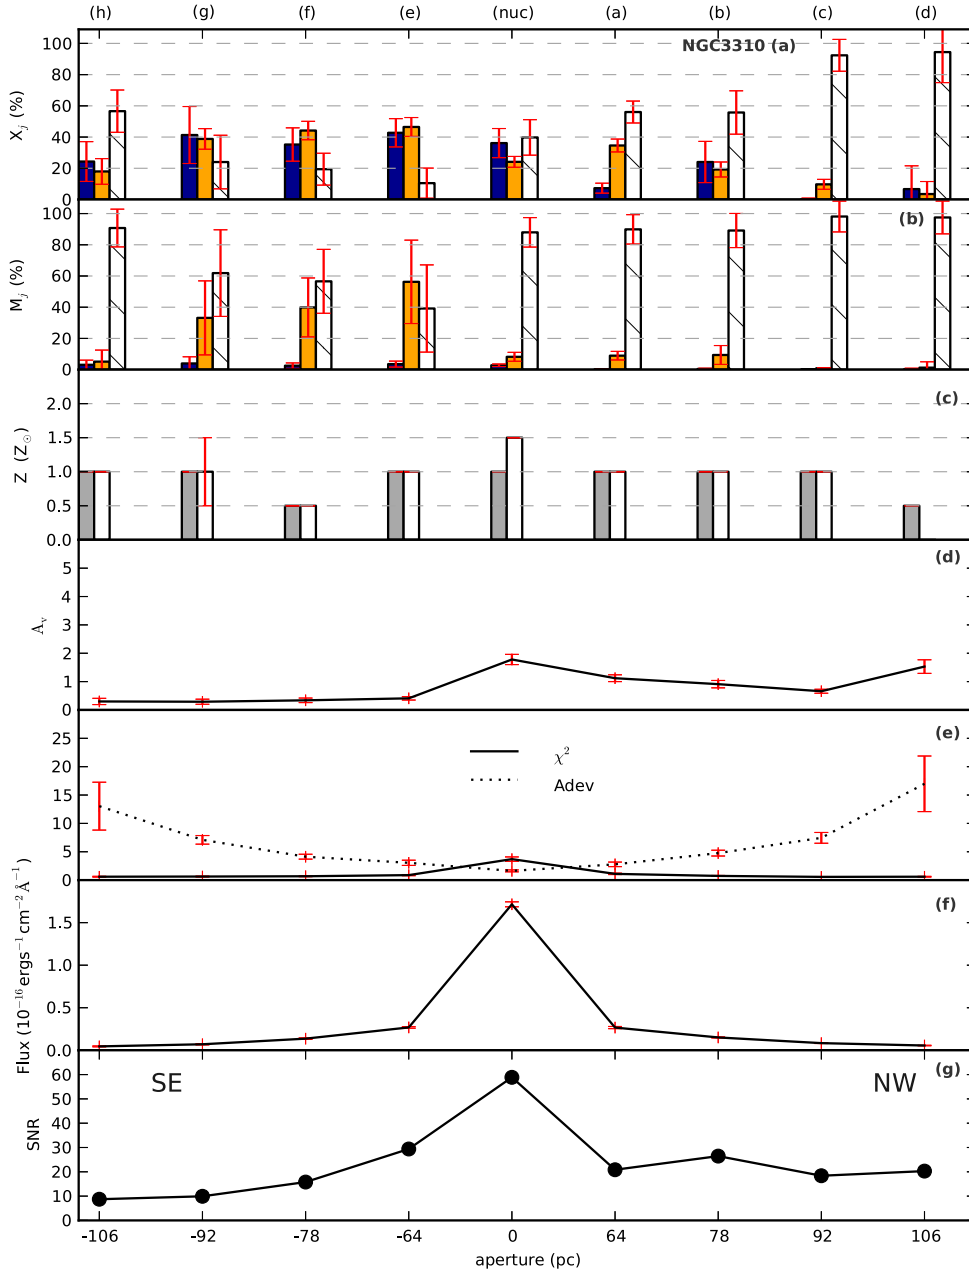 (h) (g) (f) (e) (nuc) (a) (b) (c) (d)
NGC3310 (a)
X_j (%)
100
80
60
40
20
0
(b)
M_j (%)
100
80
60
40
20
0
(c)
Z (Z_⊙)
2.0
1.5
1.0
0.5
0.0
(d)
A_v
5
4
3
2
1
0
(e)
χ²
Adev
25
20
15
10
5
0
(f)
Flux (10⁻¹⁶ ergs⁻¹ cm⁻² Å⁻¹)
1.5
1.0
0.5
0.0
(g)
SE NW
SNR
60
50
40
30
20
10
0
-106 -92 -78 -64 0 64 78 92 106
aperture (pc)